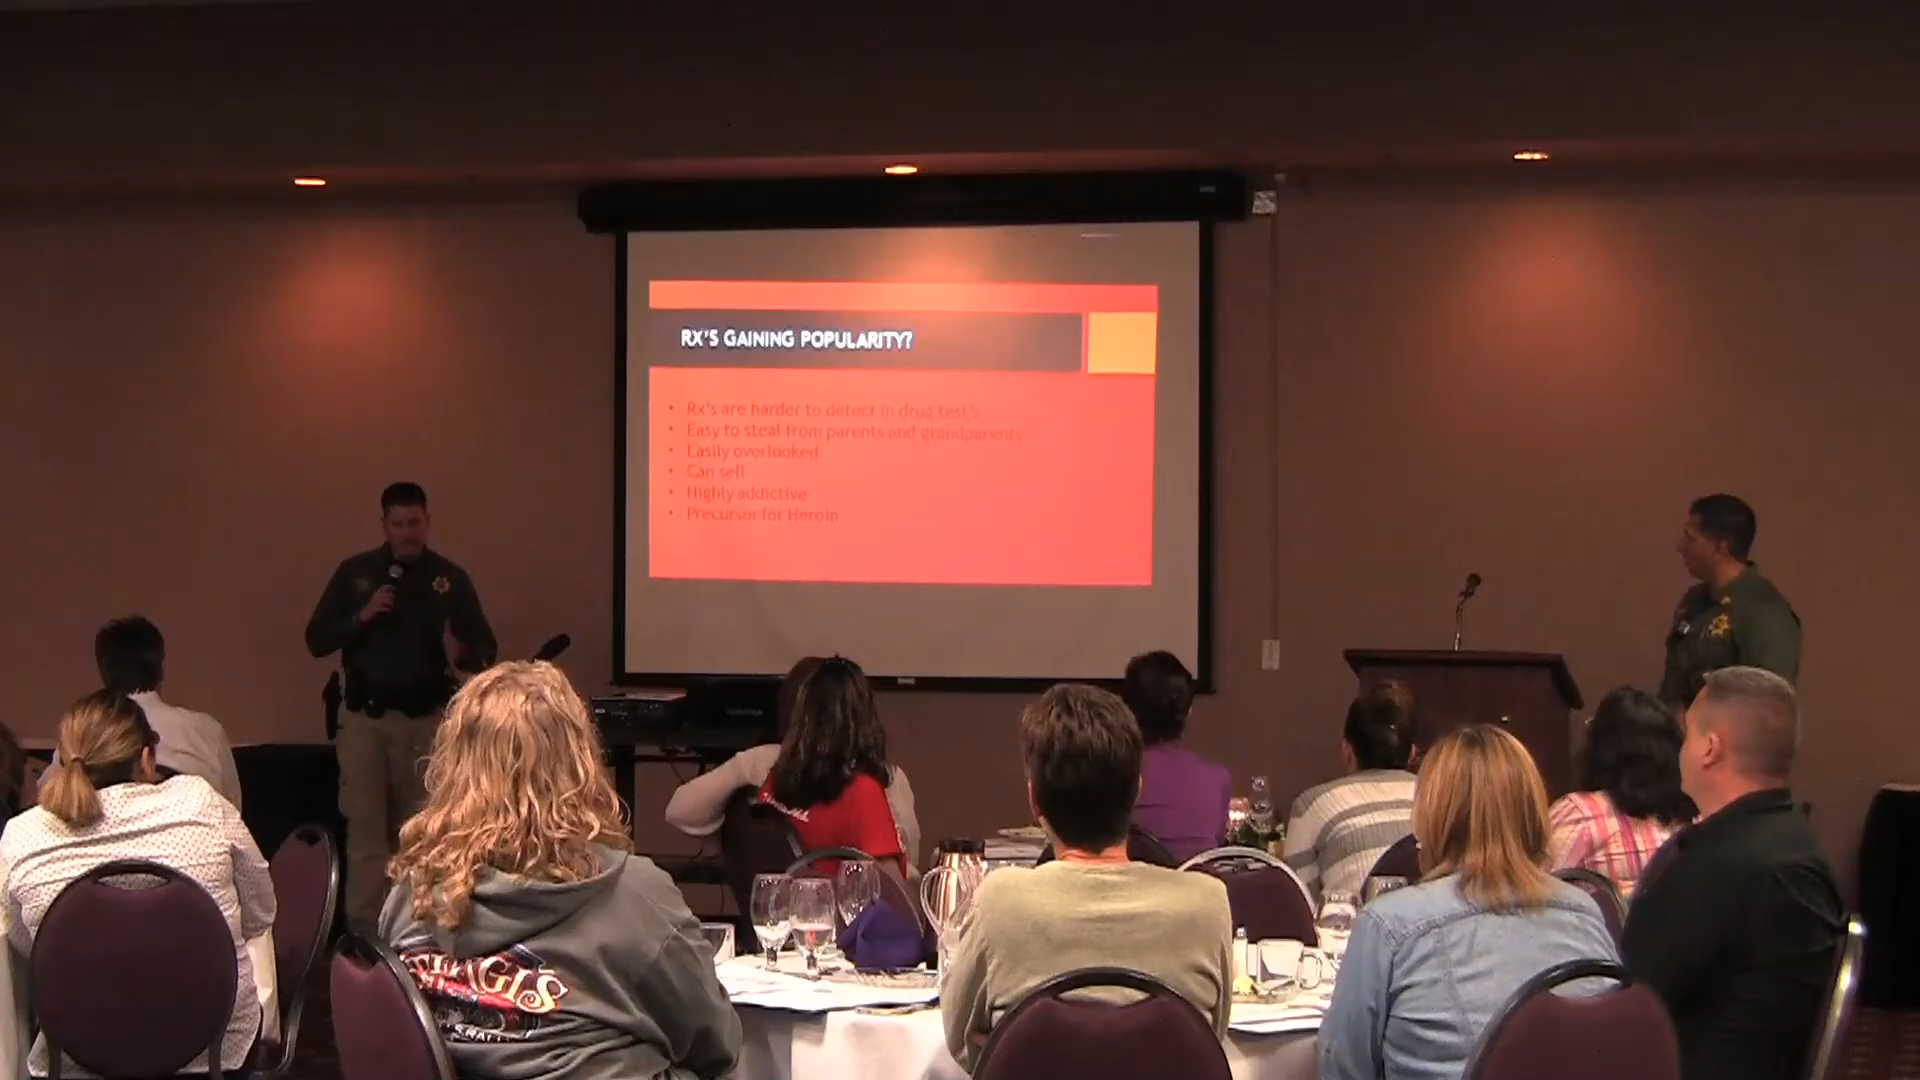 RX'S GAINING POPULARITY?
• Rx's are harder to detect in drug test's
• Easy to steal from parents and grandparents
• Easily overlooked
• Can sell
• Highly addictive
• Precursor for Heroin